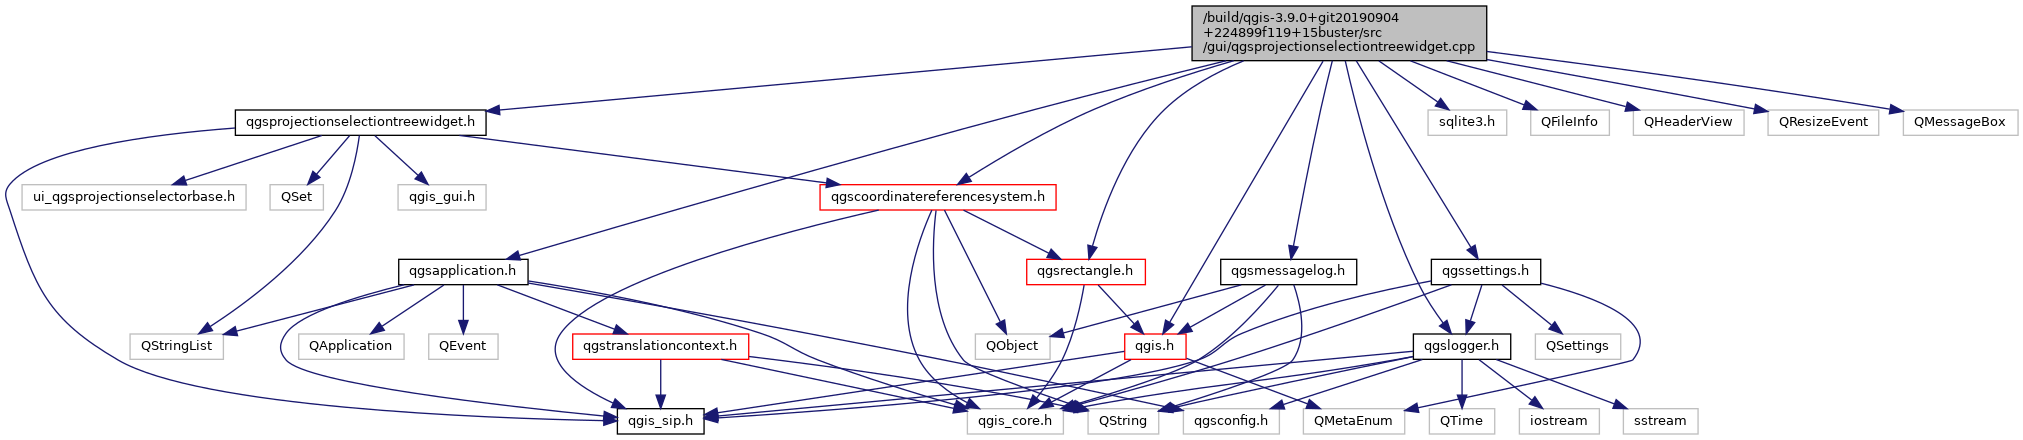 /build/qgis-3.9.0+git20190904
+224899f119+15buster/src
/gui/qgsprojectionselectiontreewidget.cpp
qgsprojectionselectiontreewidget.h
sqlite3.h
QFileInfo
QHeaderView
QResizeEvent
QMessageBox
ui_qgsprojectionselectorbase.h
QSet
qgis_gui.h
qgscoordinatereferencesystem.h
qgsapplication.h
qgsrectangle.h
qgsmessagelog.h
qgssettings.h
QStringList
QApplication
QEvent
qgstranslationcontext.h
QObject
qgis.h
qgslogger.h
QSettings
qgis_sip.h
qgis_core.h
QString
qgsconfig.h
QMetaEnum
QTime
iostream
sstream